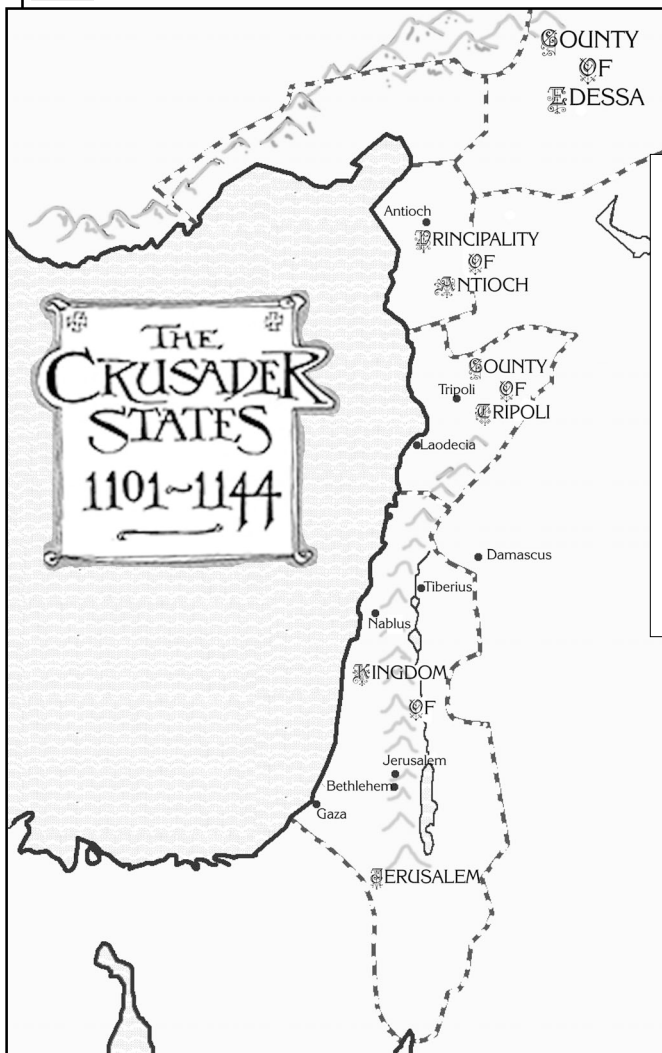 COUNTY
OF
EDESSA
Antioch
PRINCIPALITY
OF
ANTIOCH
THE
CRUSADER
STATES
1101~1144
COUNTY
OF
TRIPOLI
Tripoli
Laodecia
Damascus
Tiberius
Nablus
KINGDOM
OF
JERUSALEM
Jerusalem
Bethlehem
Gaza